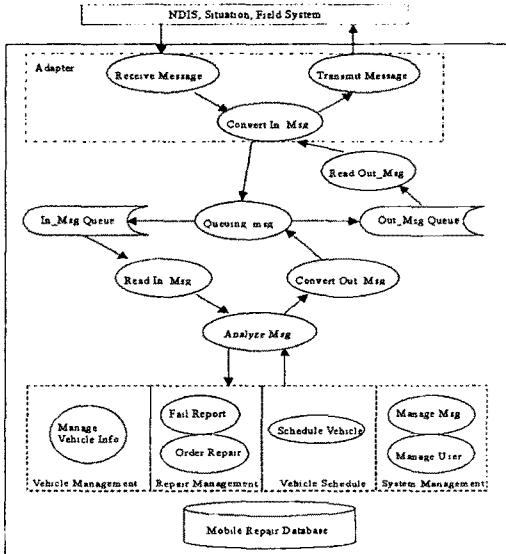 NDIS, Situation, Field System
Adapter
Receive Message
Transmit Message
Convert In Msg
Read Out_Msg
In_Msg Queue
Queuing msg
Out_Msg Queue
Read In Msg
Convert Out Msg
Analyze Msg
Manage
Vehicle Info
Fail Report
Order Repair
Schedule Vehicle
Manage Msg
Manage User
Vehicle Management
Repair Management
Vehicle Schedule
System Management
Mobile Repair Database